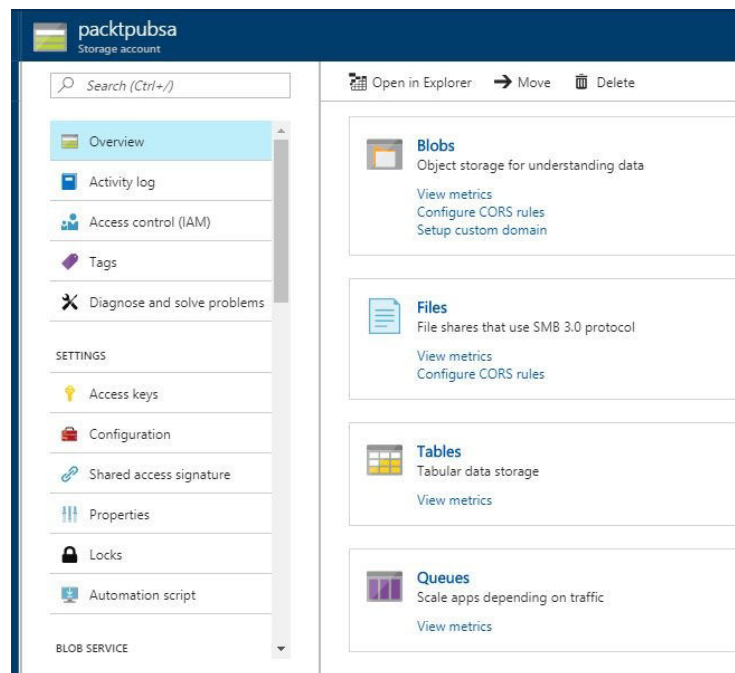 packtpubsa
Storage account
Search (Ctrl+/)
Overview
Activity log
Access control (IAM)
Tags
Diagnose and solve problems
SETTINGS
Access keys
Configuration
Shared access signature
Properties
Locks
Automation script
BLOB SERVICE
Open in Explorer Move Delete
Blobs
Object storage for understanding data
View metrics
Configure CORS rules
Setup custom domain
Files
File shares that use SMB 3.0 protocol
View metrics
Configure CORS rules
Tables
Tabular data storage
View metrics
Queues
Scale apps depending on traffic
View metrics